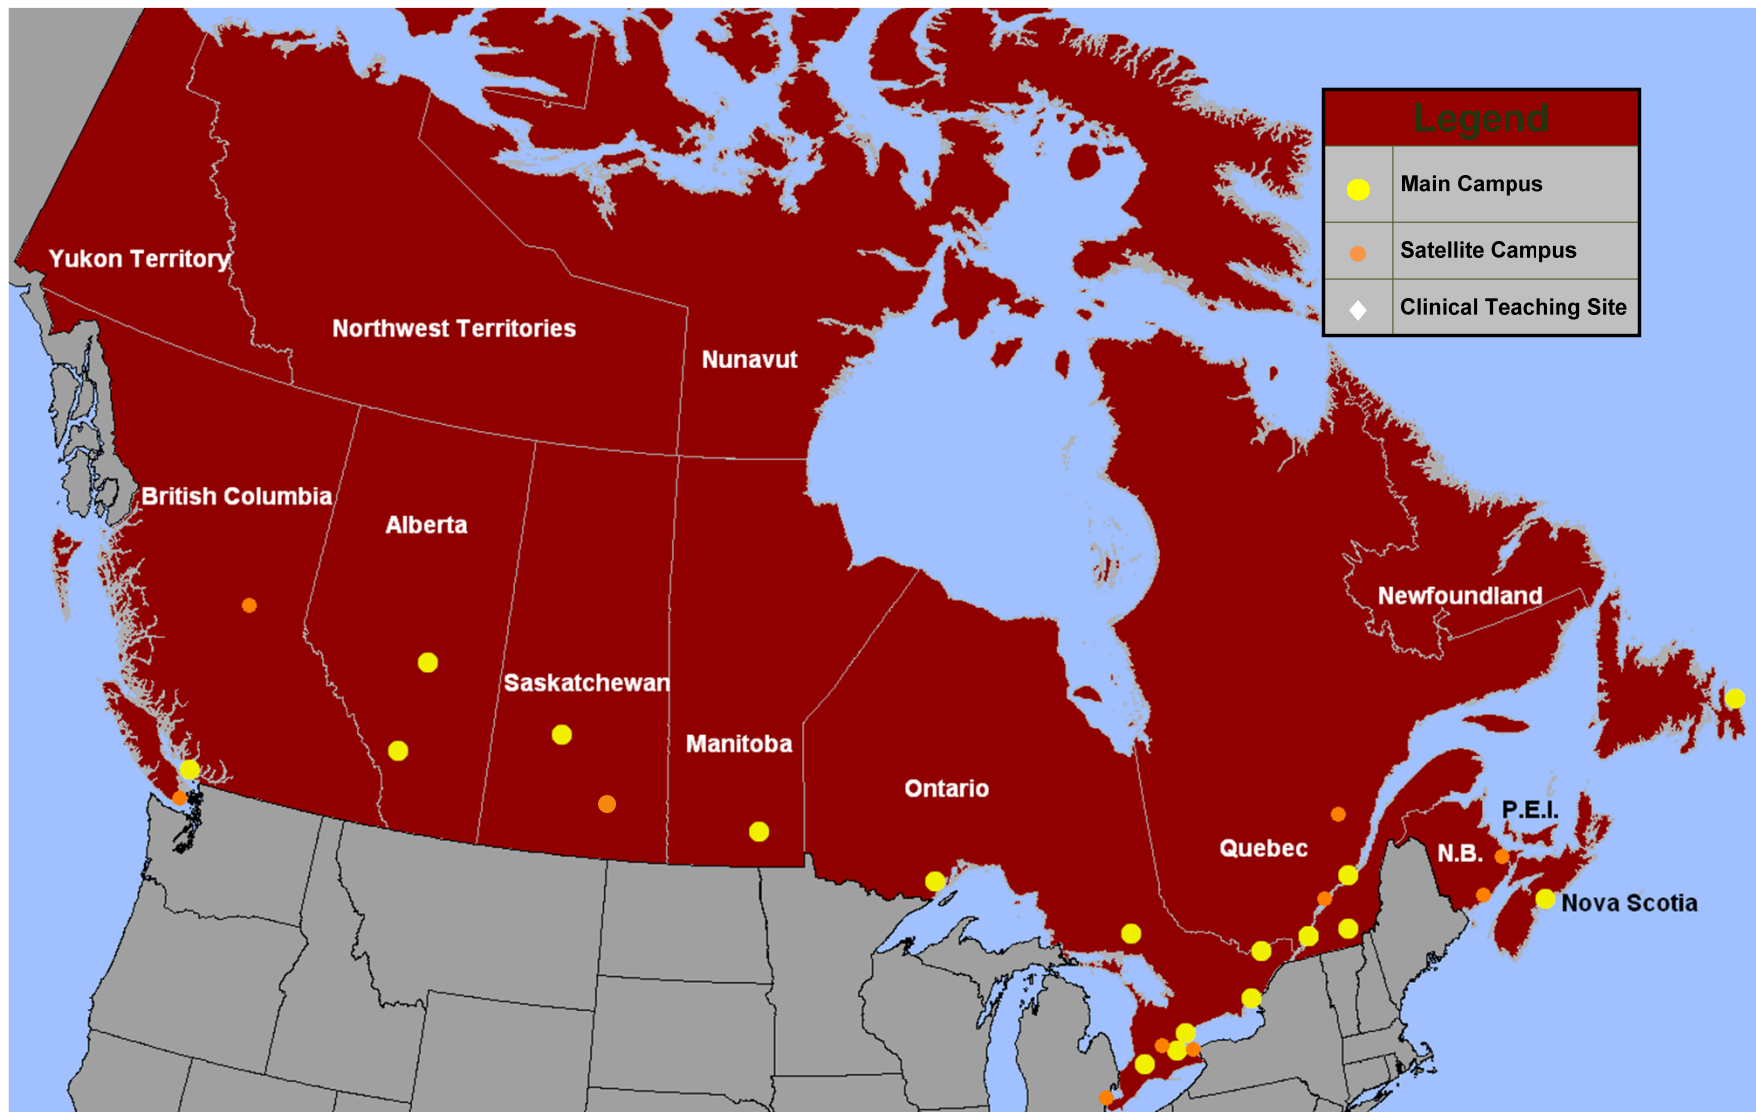 Legend
Main Campus
Satellite Campus
Clinical Teaching Site
Yukon Territory
Northwest Territories
Nunavut
British Columbia
Alberta
Newfoundland
Saskatchewan
Manitoba
Ontario
P.E.I.
Quebec
N.B.
Nova Scotia